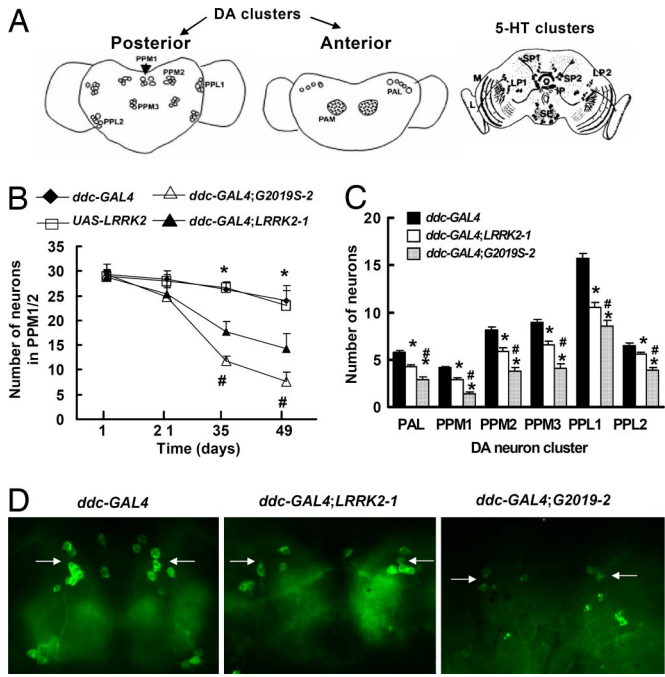 A
DA clusters
Posterior
Anterior
5-HT clusters
PPM1
PPM2
PPL1
PPM3
PPL2
PAL
PAM
SP1
M
LP1
SP2
LP2
IP
L
SE
B
ddc-GAL4
ddc-GAL4;G2019S-2
UAS-LRRK2
ddc-GAL4;LRRK2-1
Number of neurons
in PPM1/2
35
30
25
20
15
10
5
0
* *
# #
1 2 1 35 49
Time (days)
C
ddc-GAL4
ddc-GAL4;LRRK2-1
ddc-GAL4;G2019S-2
Number of neurons
20
15
10
5
0
* # *
* # *
* # *
* # *
* # *
* # *
PAL PPM1 PPM2 PPM3 PPL1 PPL2
DA neuron cluster
D
ddc-GAL4
ddc-GAL4;LRRK2-1
ddc-GAL4;G2019-2